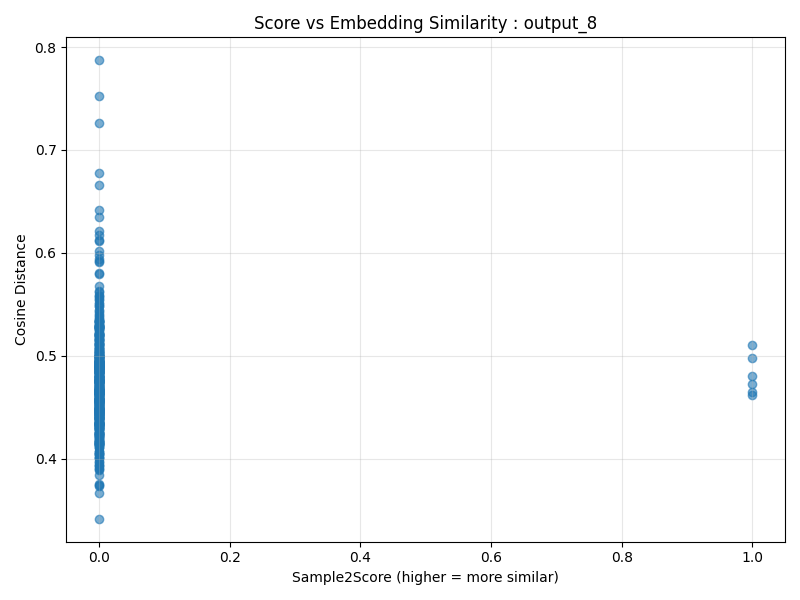 Score vs Embedding Similarity : output_8
0.8
0.7
0.6
0.5
0.4
Cosine Distance
0.0 0.2 0.4 0.6 0.8 1.0
Sample2Score (higher = more similar)